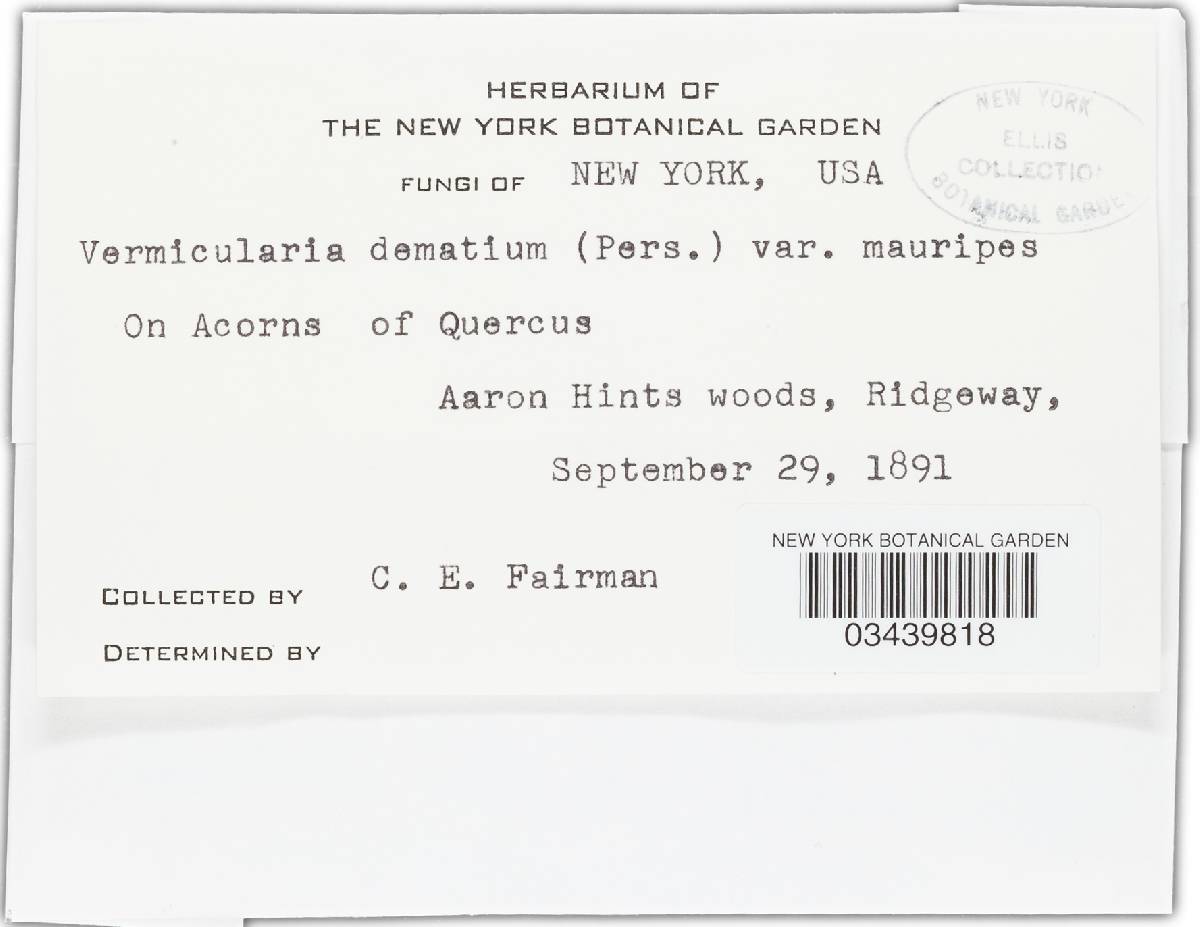 HERBARIUM OF
THE NEW YORK BOTANICAL GARDEN
FUNGI OF NEW YORK, USA
NEW YORK
ELLIS
COLLECTIO
BOTANICAL GARDE
Vermicularia dematium (Pers.) var. mauripes
On Acorns of Quercus
Aaron Hints woods, Ridgeway,
September 29, 1891
NEW YORK BOTANICAL GARDEN
03439818
COLLECTED BY C. E. Fairman
DETERMINED BY